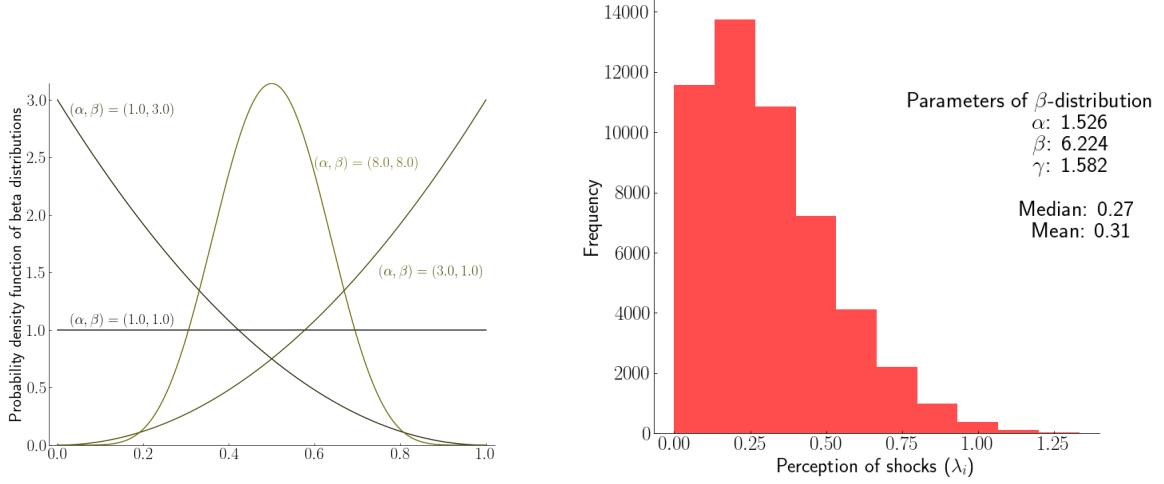 Probability density function of beta distributions
3.0
2.5
2.0
1.5
1.0
0.5
0.0
(α, β) = (1.0, 3.0)
(α, β) = (8.0, 8.0)
(α, β) = (3.0, 1.0)
(α, β) = (1.0, 1.0)
0.0 0.2 0.4 0.6 0.8 1.0
Frequency
14000
12000
10000
8000
6000
4000
2000
0
Parameters of β-distribution
α: 1.526
β: 6.224
γ: 1.582
Median: 0.27
Mean: 0.31
0.00 0.25 0.50 0.75 1.00 1.25
Perception of shocks (λᵢ)